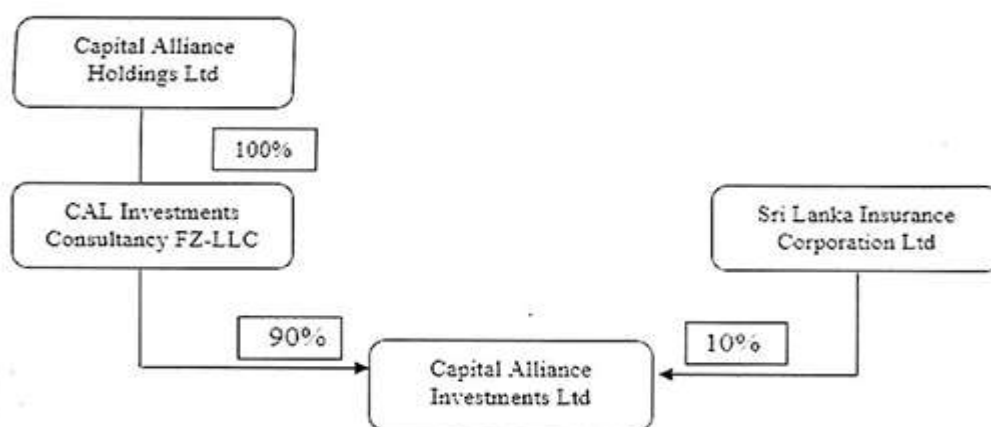 Capital Alliance
Holdings Ltd
100%
CAL Investments
Consultancy FZ-LLC
Sri Lanka Insurance
Corporation Ltd
90%
10%
Capital Alliance
Investments Ltd